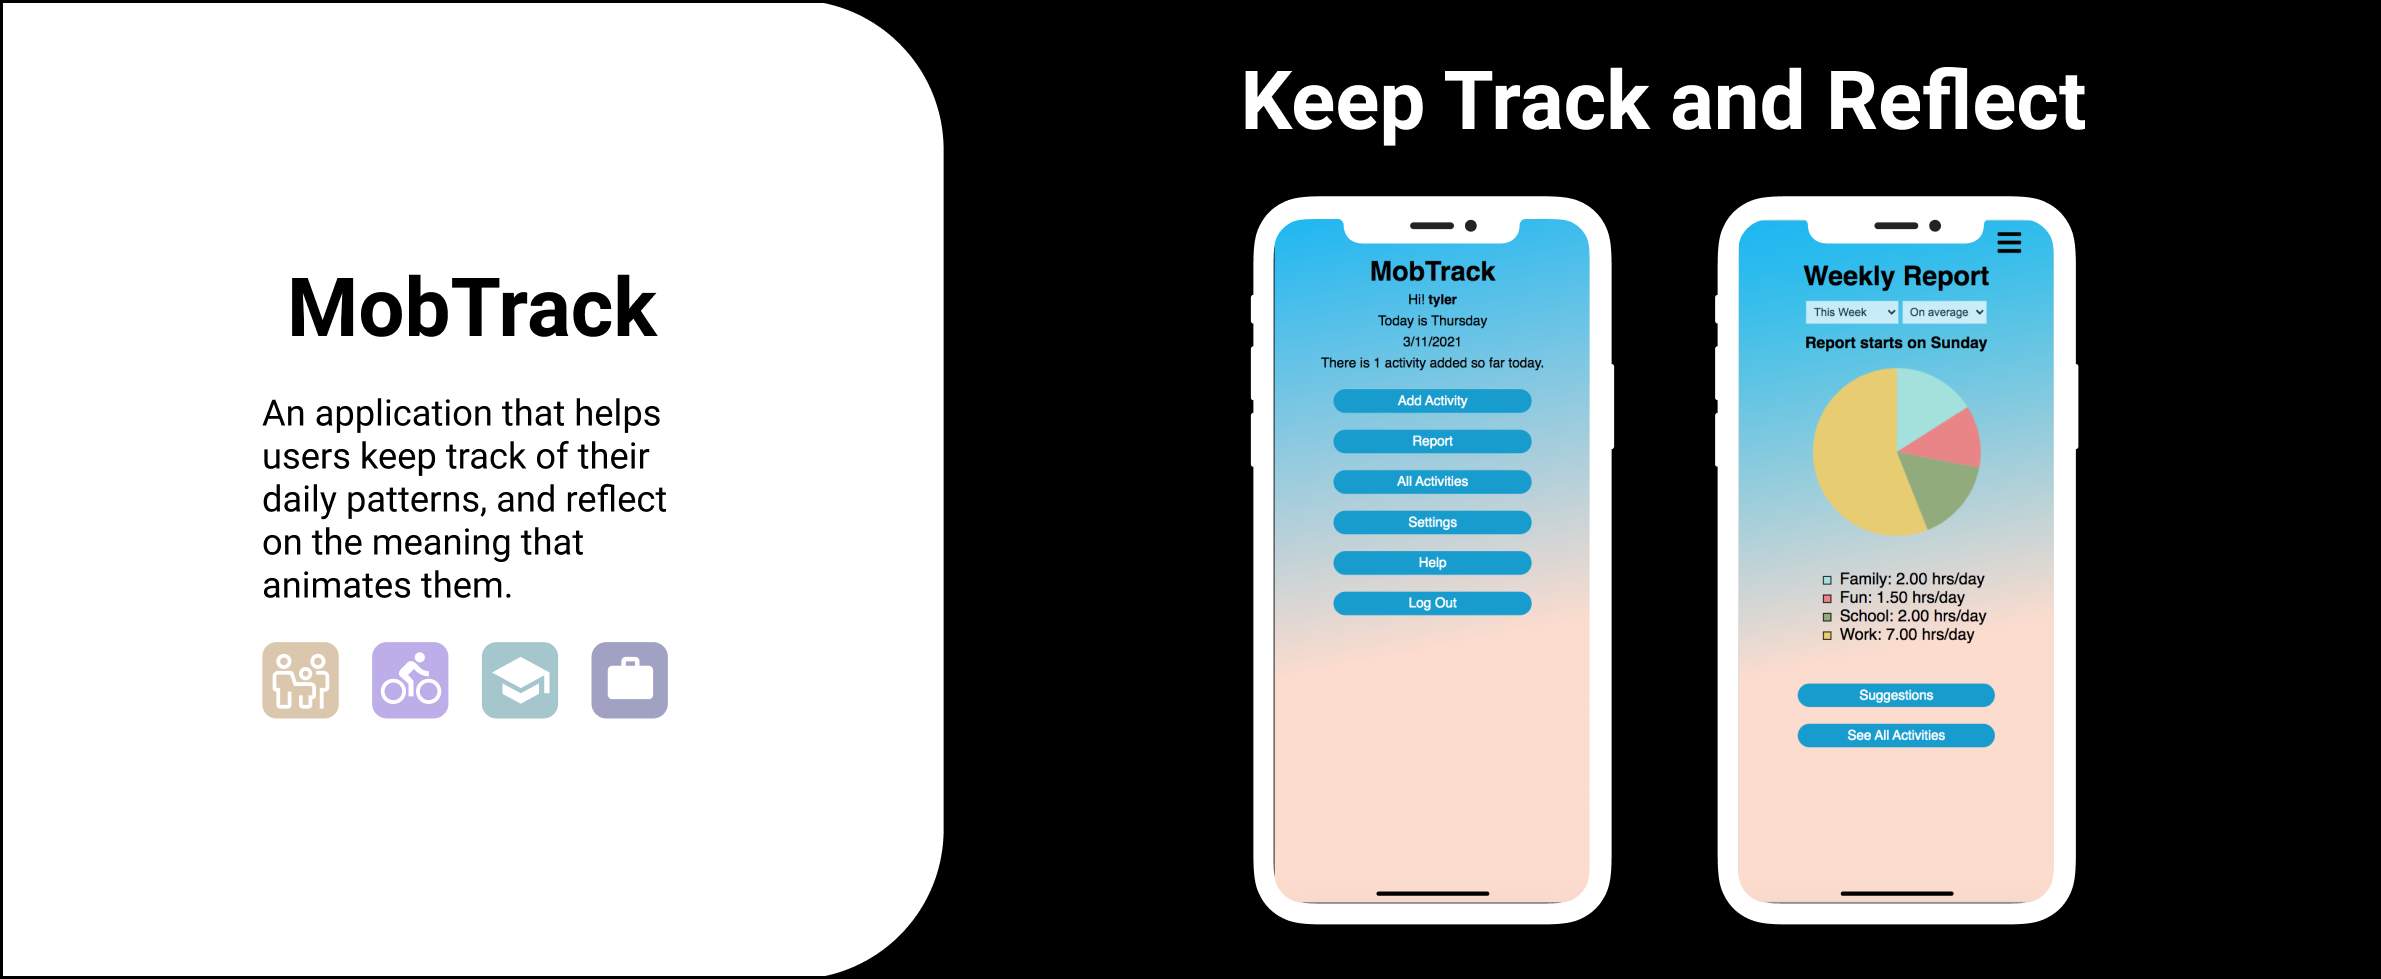 MobTrack
An application that helps
users keep track of their
daily patterns, and reflect
on the meaning that
animates them.
Keep Track and Reflect
MobTrack
Hi! tyler
Today is Thursday
3/11/2021
There is 1 activity added so far today.
Add Activity
Report
All Activities
Settings
Help
Log Out
Weekly Report
This Week On average
Report starts on Sunday
Family: 2.00 hrs/day
Fun: 1.50 hrs/day
School: 2.00 hrs/day
Work: 7.00 hrs/day
Suggestions
See All Activities